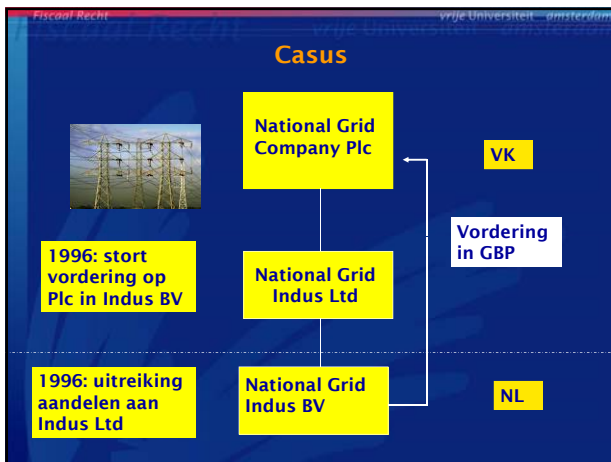 Fiscaal Recht
vrije Universiteit amsterdam
Casus
National Grid
Company Plc
VK
Vordering
in GBP
1996: stort
vordering op
Plc in Indus BV
National Grid
Indus Ltd
1996: uitreiking
aandelen aan
Indus Ltd
National Grid
Indus BV
NL